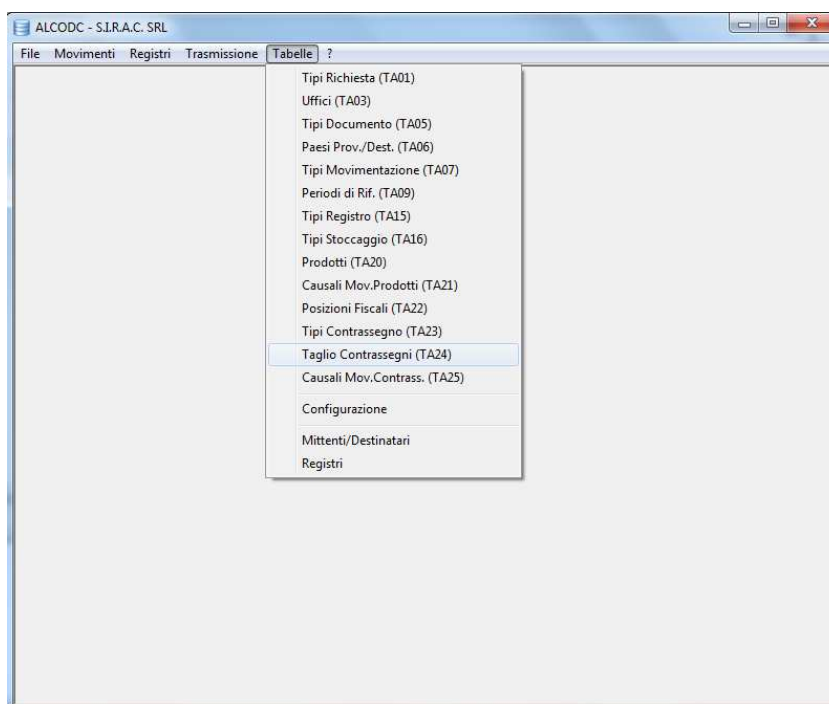 ALCODC - S.I.R.A.C. SRL
File Movimenti Registri Trasmissione Tabelle ?
Tipi Richiesta (TA01)
Uffici (TA03)
Tipi Documento (TA05)
Paesi Prov./Dest. (TA06)
Tipi Movimentazione (TA07)
Periodi di Rif. (TA09)
Tipi Registro (TA15)
Tipi Stoccaggio (TA16)
Prodotti (TA20)
Causali Mov.Prodotti (TA21)
Posizioni Fiscali (TA22)
Tipi Contrassegno (TA23)
Taglio Contrassegni (TA24)
Causali Mov.Contrass. (TA25)
Configurazione
Mittenti/Destinatari
Registri